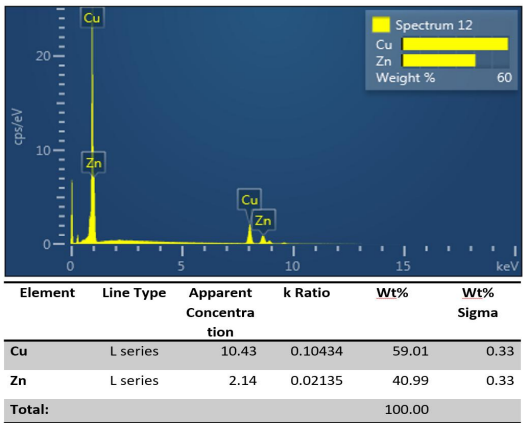 Cu
Spectrum 12
Cu
Zn
Weight % 60
20
cps/eV
10
Zn
Cu
Zn
0
0 5 10 15 keV
Element Line Type Apparent Concentra tion k Ratio Wt% Wt% Sigma
Cu L series 10.43 0.10434 59.01 0.33
Zn L series 2.14 0.02135 40.99 0.33
Total: 100.00